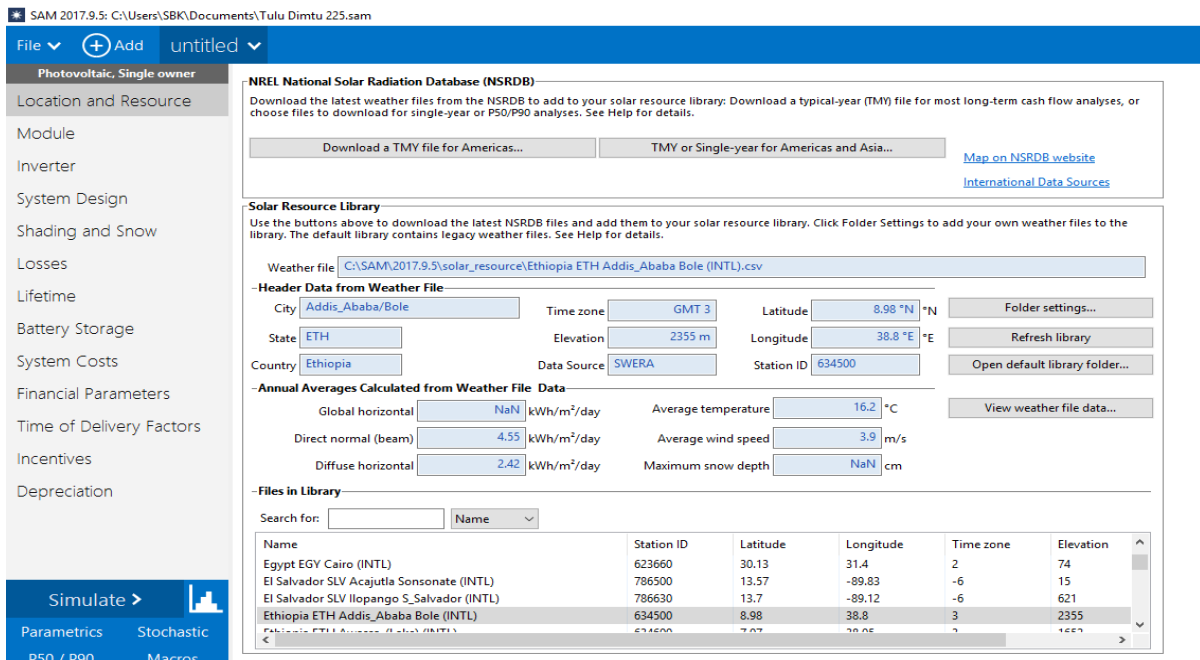 SAM 2017.9.5: C:\Users\SBK\Documents\Tulu Dimtu 225.sam
File Add untitled
Photovoltaic, Single owner
Location and Resource
Module
Inverter
System Design
Shading and Snow
Losses
Lifetime
Battery Storage
System Costs
Financial Parameters
Time of Delivery Factors
Incentives
Depreciation
Simulate >
Parametrics Stochastic
P50 / P90 Macros
NREL National Solar Radiation Database (NSRDB)
Download the latest weather files from the NSRDB to add to your solar resource library: Download a typical-year (TMY) file for most long-term cash flow analyses, or
choose files to download for single-year or P50/P90 analyses. See Help for details.
Download a TMY file for Americas... TMY or Single-year for Americas and Asia... Map on NSRDB website
International Data Sources
Solar Resource Library
Use the buttons above to download the latest NSRDB files and add them to your solar resource library. Click Folder Settings to add your own weather files to the
library. The default library contains legacy weather files. See Help for details.
Weather file C:\SAM\2017.9.5\solar_resource\Ethiopia ETH Addis_Ababa Bole (INTL).csv
Header Data from Weather File
City Addis_Ababa/Bole Time zone GMT 3 Latitude 8.98 °N °N Folder settings...
State ETH Elevation 2355 m Longitude 38.8 °E °E Refresh library
Country Ethiopia Data Source SWERA Station ID 634500 Open default library folder...
Annual Averages Calculated from Weather File Data
Global horizontal NaN kWh/m²/day Average temperature 16.2 °C View weather file data...
Direct normal (beam) 4.55 kWh/m²/day Average wind speed 3.9 m/s
Diffuse horizontal 2.42 kWh/m²/day Maximum snow depth NaN cm
Files in Library
Search for: Name
Name Station ID Latitude Longitude Time zone Elevation
Egypt EGY Cairo (INTL) 623660 30.13 31.4 2 74
El Salvador SLV Acajutla Sonsonate (INTL) 786500 13.57 -89.83 -6 15
El Salvador SLV Ilopango S_Salvador (INTL) 786630 13.7 -89.12 -6 621
Ethiopia ETH Addis_Ababa Bole (INTL) 634500 8.98 38.8 3 2355
Ethiopia ETH (INTL)